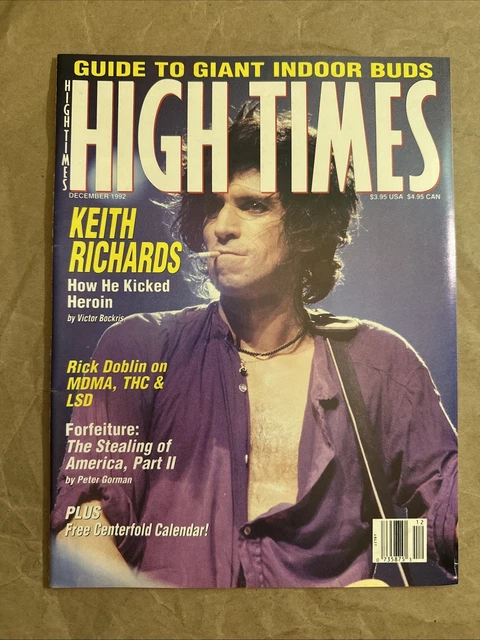 GUIDE TO GIANT INDOOR BUDS
HIGH TIMES
HIGH TIMES
DECEMBER 1992
$3.95 USA $4.95 CAN
KEITH
RICHARDS
How He Kicked
Heroin
by Victor Bockris
Rick Doblin on
MDMA, THC &
LSD
Forfeiture:
The Stealing of
America, Part II
by Peter Gorman
PLUS
Free Centerfold Calendar!
12